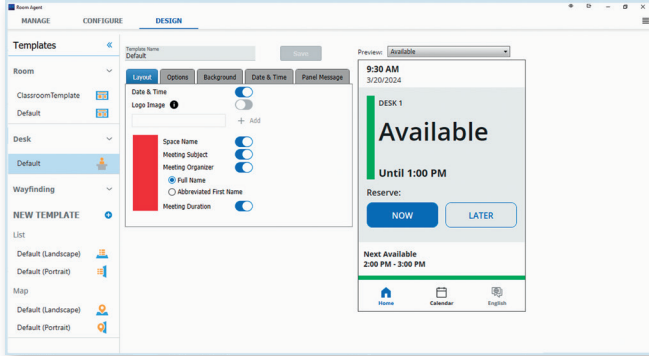 Room Agent
MANAGE CONFIGURE DESIGN
Templates «
Room
ClassroomTemplate
Default
Desk
Default
Wayfinding
NEW TEMPLATE
List
Default (Landscape)
Default (Portrait)
Map
Default (Landscape)
Default (Portrait)
Template Name
Default
Save
Layout Options Background Date & Time Panel Message
Date & Time
Logo Image
+ Add
Space Name
Meeting Subject
Meeting Organizer
Full Name
Abbreviated First Name
Meeting Duration
Preview: Available
9:30 AM
3/20/2024
DESK 1
Available
Until 1:00 PM
Reserve:
NOW LATER
Next Available
2:00 PM - 3:00 PM
Home Calendar English